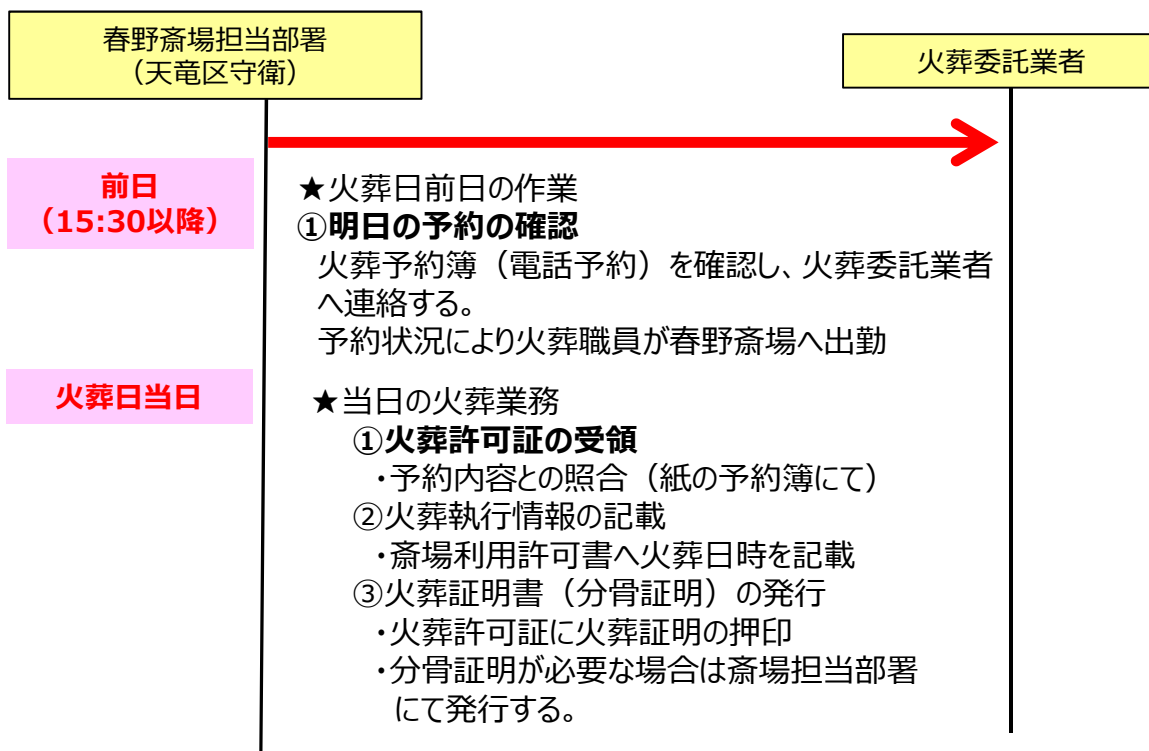 春野斎場担当部署
（天竜区守衛）
火葬委託業者
前日
（15:30以降）
★火葬日前日の作業
①明日の予約の確認
火葬予約簿（電話予約）を確認し、火葬委託業者
へ連絡する。
予約状況により火葬職員が春野斎場へ出勤
火葬日当日
★当日の火葬業務
①火葬許可証の受領
・予約内容との照合（紙の予約簿にて）
②火葬執行情報の記載
・斎場利用許可書へ火葬日時を記載
③火葬証明書（分骨証明）の発行
・火葬許可証に火葬証明の押印
・分骨証明が必要な場合は斎場担当部署
にて発行する。